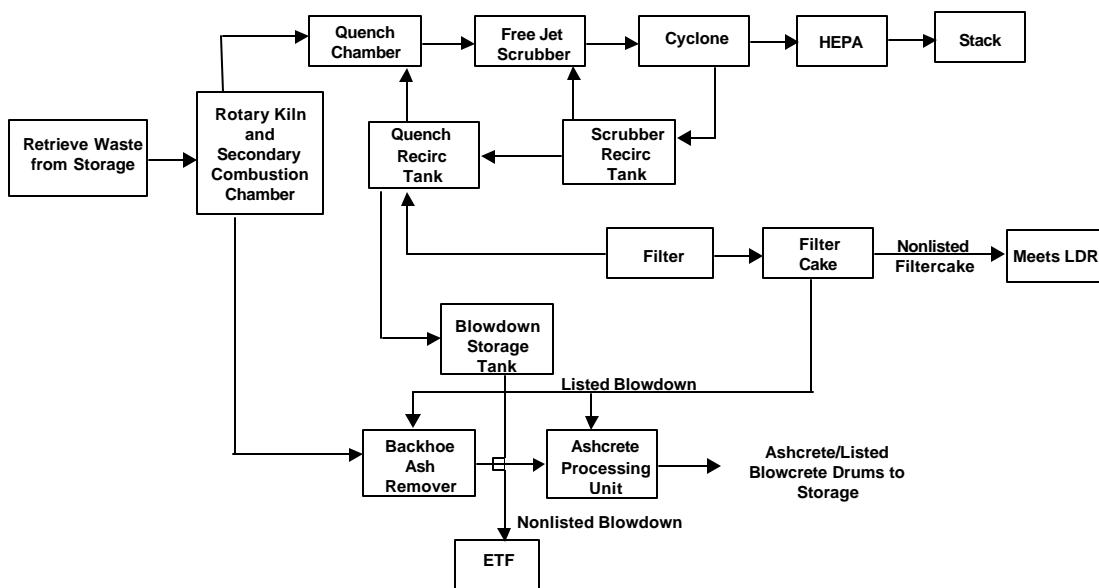 Quench
Chamber
Free Jet
Scrubber
Cyclone
HEPA
Stack
Retrieve Waste
from Storage
Rotary Kiln
and
Secondary
Combustion
Chamber
Quench
Recirc
Tank
Scrubber
Recirc
Tank
Filter
Filter
Cake
Nonlisted
Filtercake
Meets LDR
Blowdown
Storage
Tank
Listed Blowdown
Backhoe
Ash
Remover
Ashcrete
Processing
Unit
Ashcrete/Listed
Blowcrete Drums to
Storage
Nonlisted Blowdown
ETF